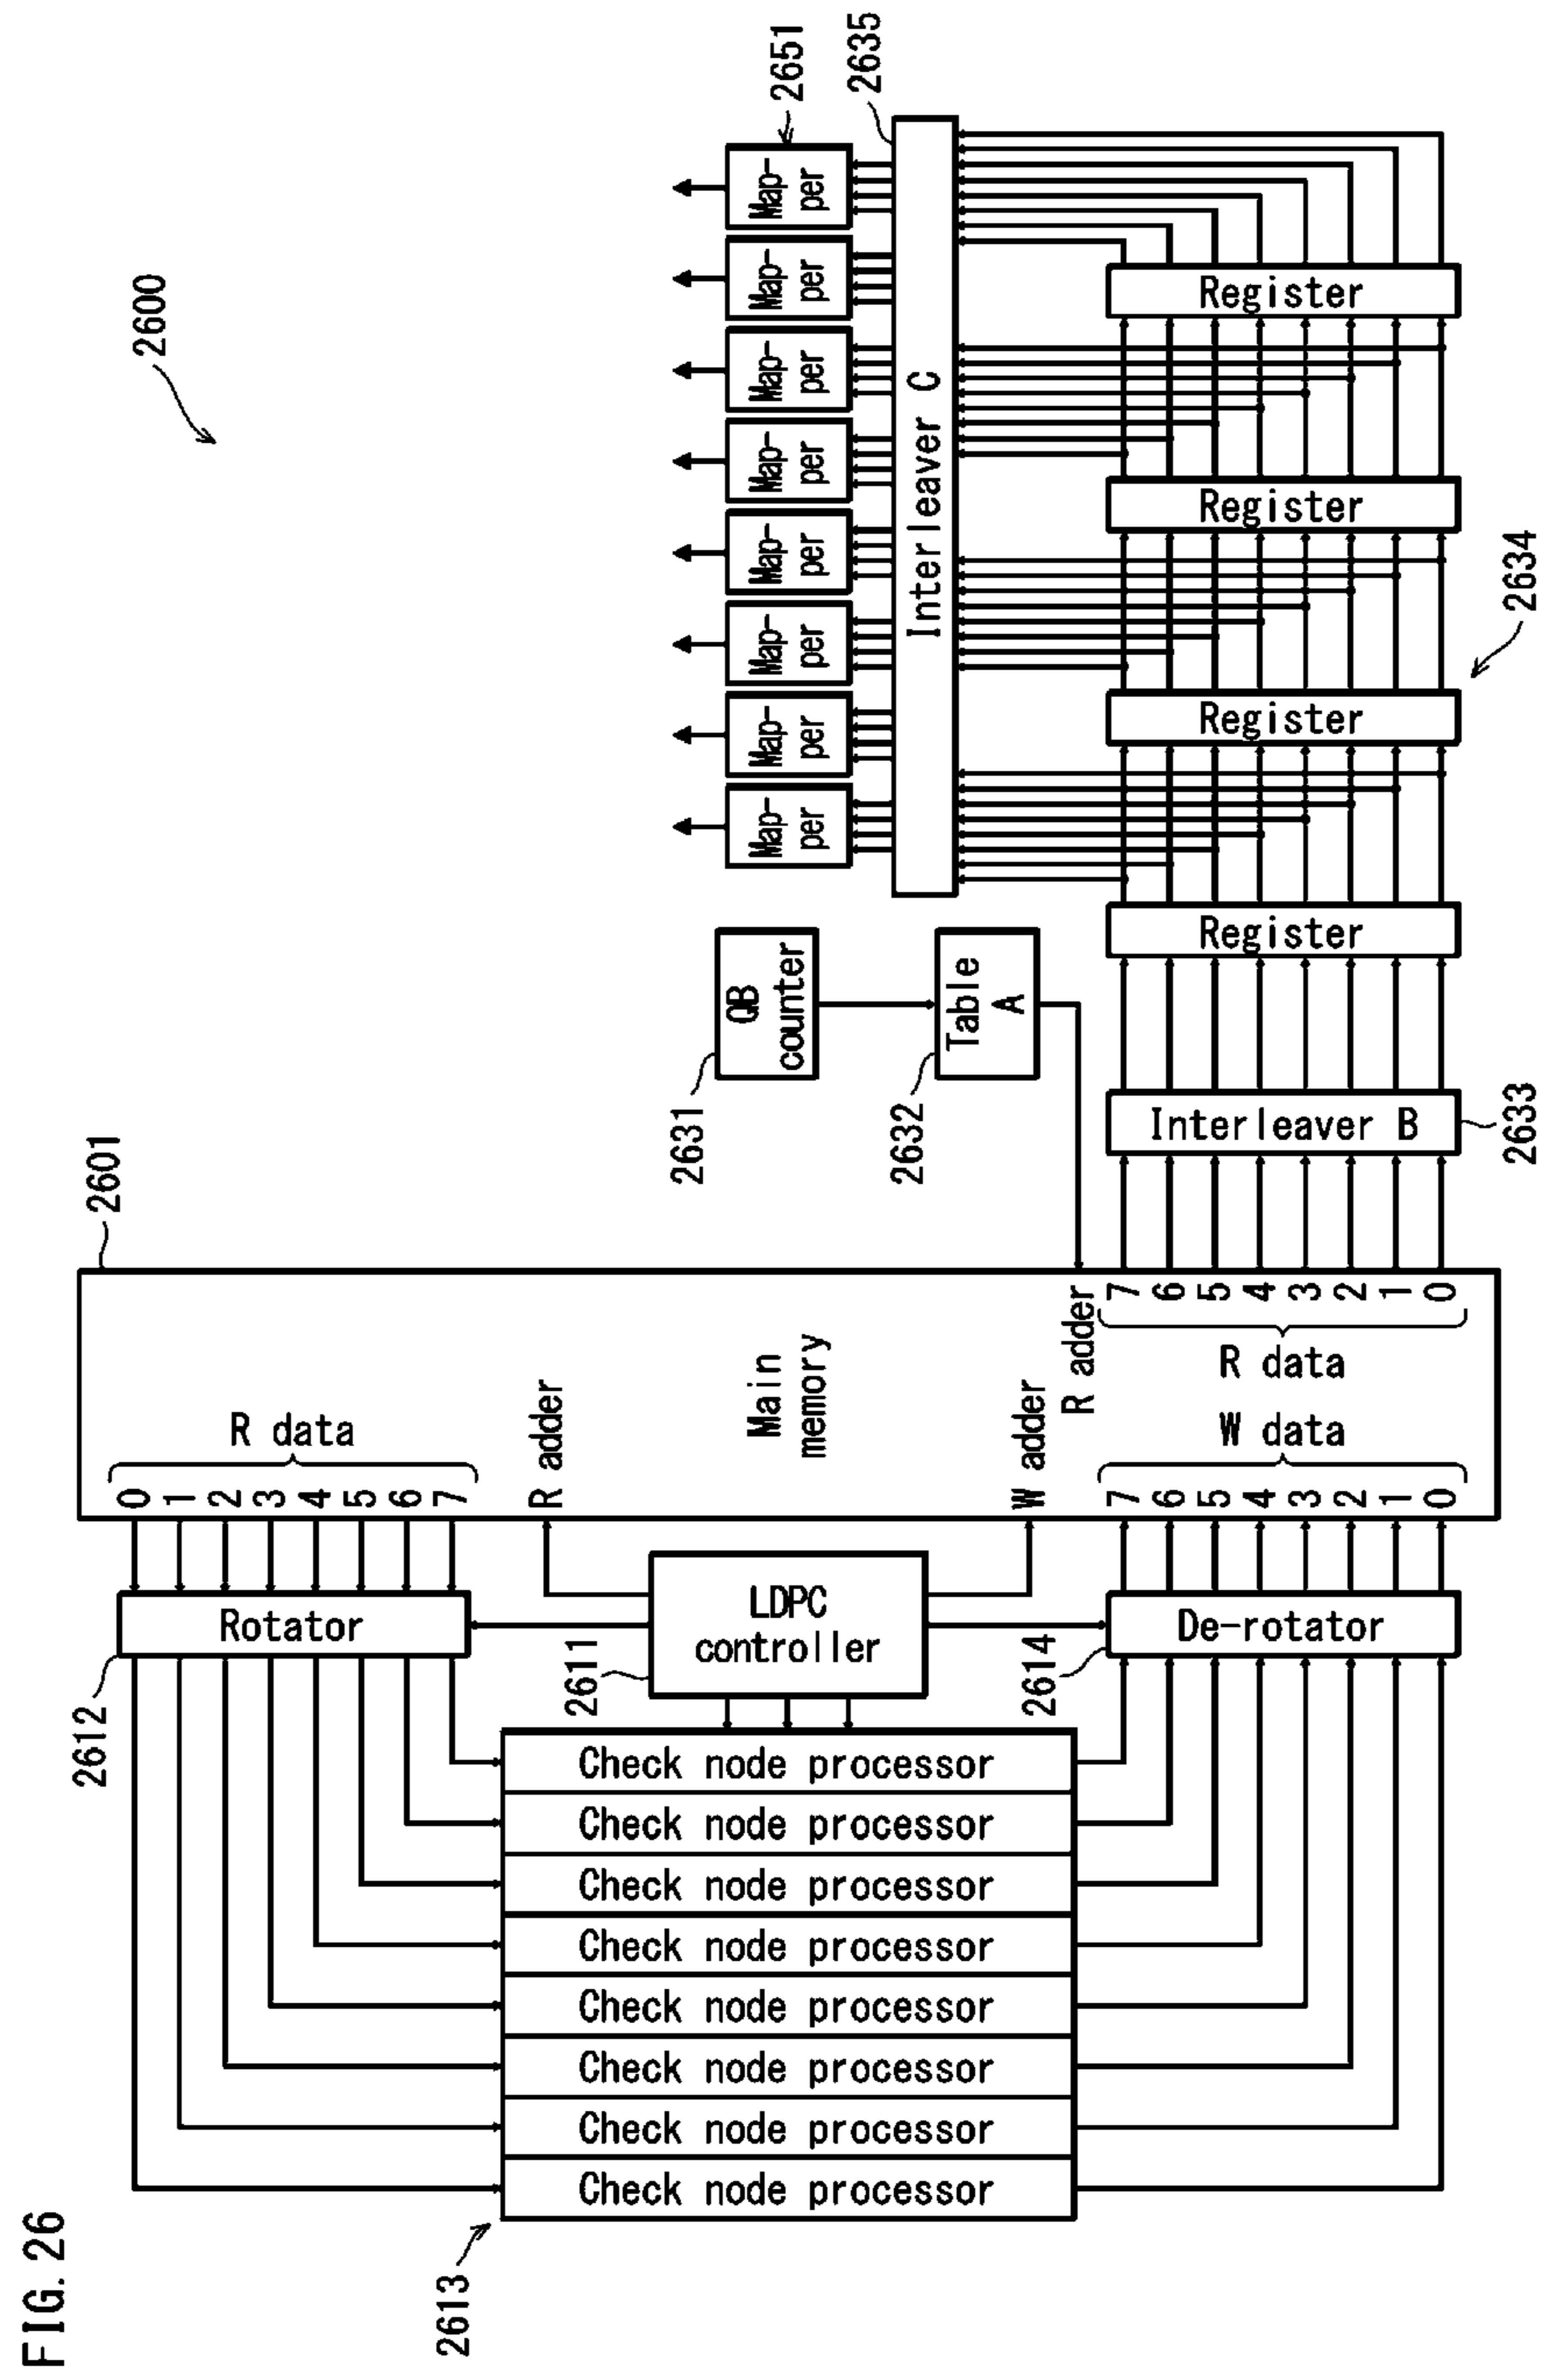 FIG. 26
2600
2613
Check node processor
Check node processor
Check node processor
Check node processor
Check node processor
Check node processor
Check node processor
Check node processor
2612
Rotator
2611
LDPC
controller
2614
De-rotator
2601
0
1
2
3
4
5
6
7
R data
R adder
Main
memory
W adder
7
6
5
4
3
2
1
0
W data
R adder
7
6
5
4
3
2
1
0
R data
2631
QB
counter
2632
Table
A
Interleaver B
2633
Register
Register
Register
Register
2634
Interleaver C
2635
Map-
per
Map-
per
Map-
per
Map-
per
Map-
per
Map-
per
Map-
per
Map-
per
2651